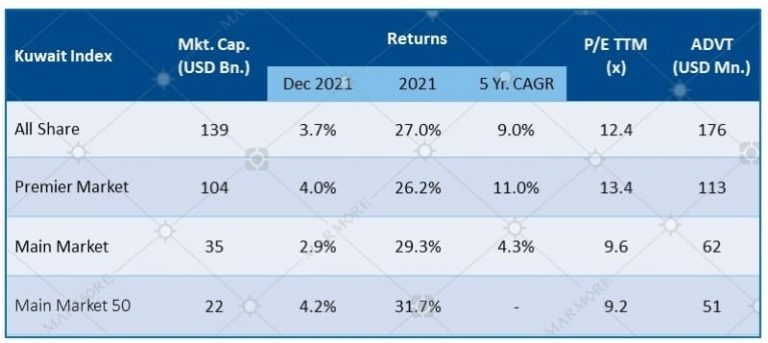 Kuwait Index Mkt. Cap. (USD Bn.) Returns P/E TTM (x) ADVT (USD Mn.)
Dec 2021 2021 5 Yr. CAGR
All Share 139 3.7% 27.0% 9.0% 12.4 176
Premier Market 104 4.0% 26.2% 11.0% 13.4 113
Main Market 35 2.9% 29.3% 4.3% 9.6 62
Main Market 50 22 4.2% 31.7% - 9.2 51
MARMORE